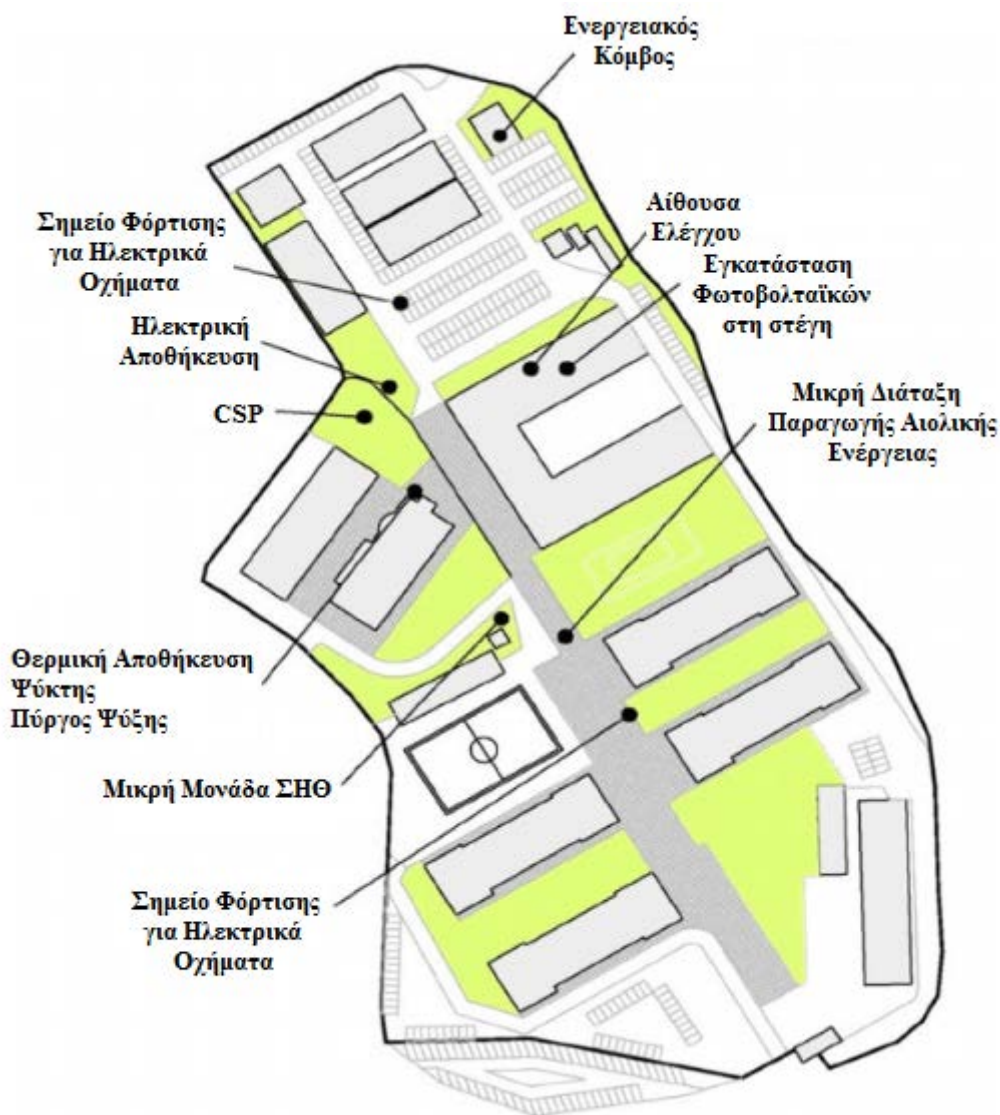 Ενεργειακός
Κόμβος
Αίθουσα
Ελέγχου
Σημείο Φόρτισης
για Ηλεκτρικά
Οχήματα
Εγκατάσταση
Φωτοβολταϊκών
στη στέγη
Ηλεκτρική
Αποθήκευση
CSP
Μικρή Διάταξη
Παραγωγής Αιολικής
Ενέργειας
Θερμική Αποθήκευση
Ψύκτης
Πύργος Ψύξης
Μικρή Μονάδα ΣΗΘ
Σημείο Φόρτισης
για Ηλεκτρικά
Οχήματα